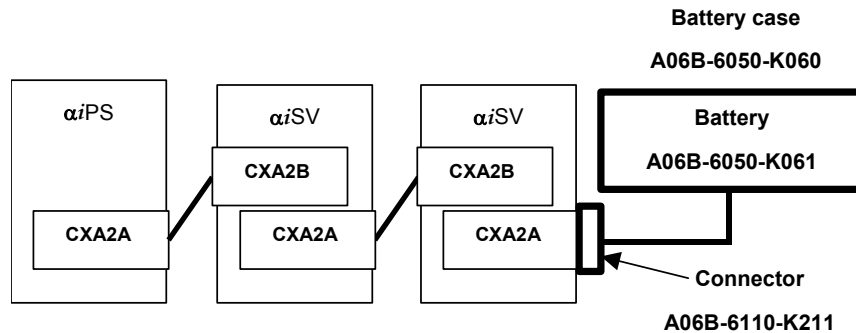 Battery case
A06B-6050-K060
αiPS
αiSV
αiSV
Battery
A06B-6050-K061
CXA2B
CXA2B
CXA2A
CXA2A
CXA2A
Connector
A06B-6110-K211